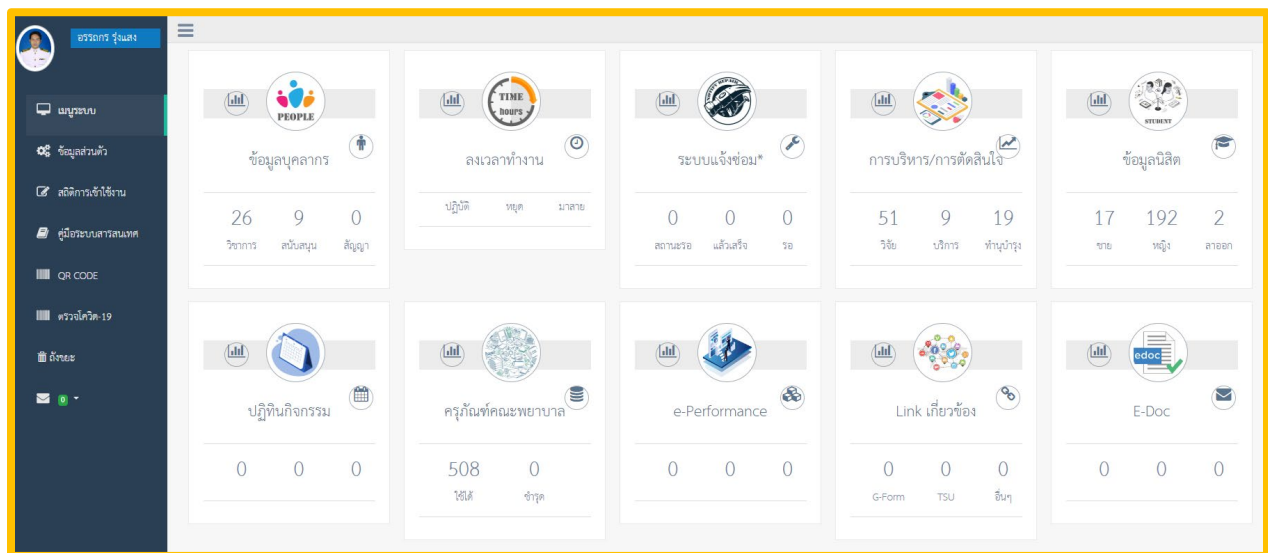 อรรถกร รุ่งแสง
เมนูระบบ
ข้อมูลส่วนตัว
สถิติการเข้าใช้งาน
คู่มือระบบสารสนเทศ
QR CODE
ตรวจโควิด-19
ถังขยะ
0
PEOPLE
ข้อมูลบุคลากร
26 9 0
วิชาการ สนับสนุน สัญญา
TIME
hours
ลงเวลาทำงาน
ปฏิบัติ หยุด มาสาย
ระบบแจ้งซ่อม*
0 0 0
สถานะรอ แล้วเสร็จ รอ
การบริหาร/การตัดสินใจ
51 9 19
วิจัย บริการ ทำนุบำรุง
STUDENT
ข้อมูลนิสิต
17 192 2
ชาย หญิง ลาออก
ปฏิทินกิจกรรม
0 0 0
ครุภัณฑ์คณะพยาบาล
508 0
ใช้ได้ ชำรุด
e-Performance
0 0 0
Link เกี่ยวข้อง
0 0 0
G-Form TSU อื่นๆ
edoc
E-Doc
0 0 0